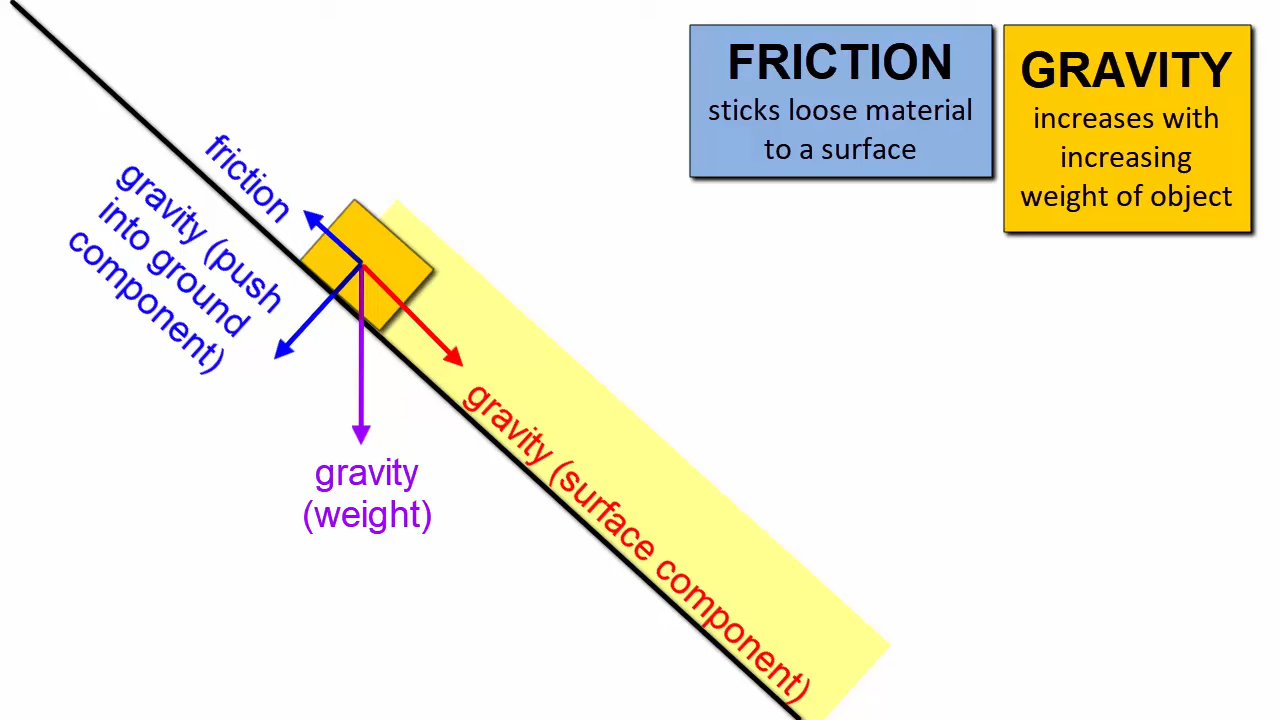 FRICTION
sticks loose material
to a surface
GRAVITY
increases with
increasing
weight of object
friction
gravity (push
into ground
component)
gravity
(weight)
gravity (surface component)